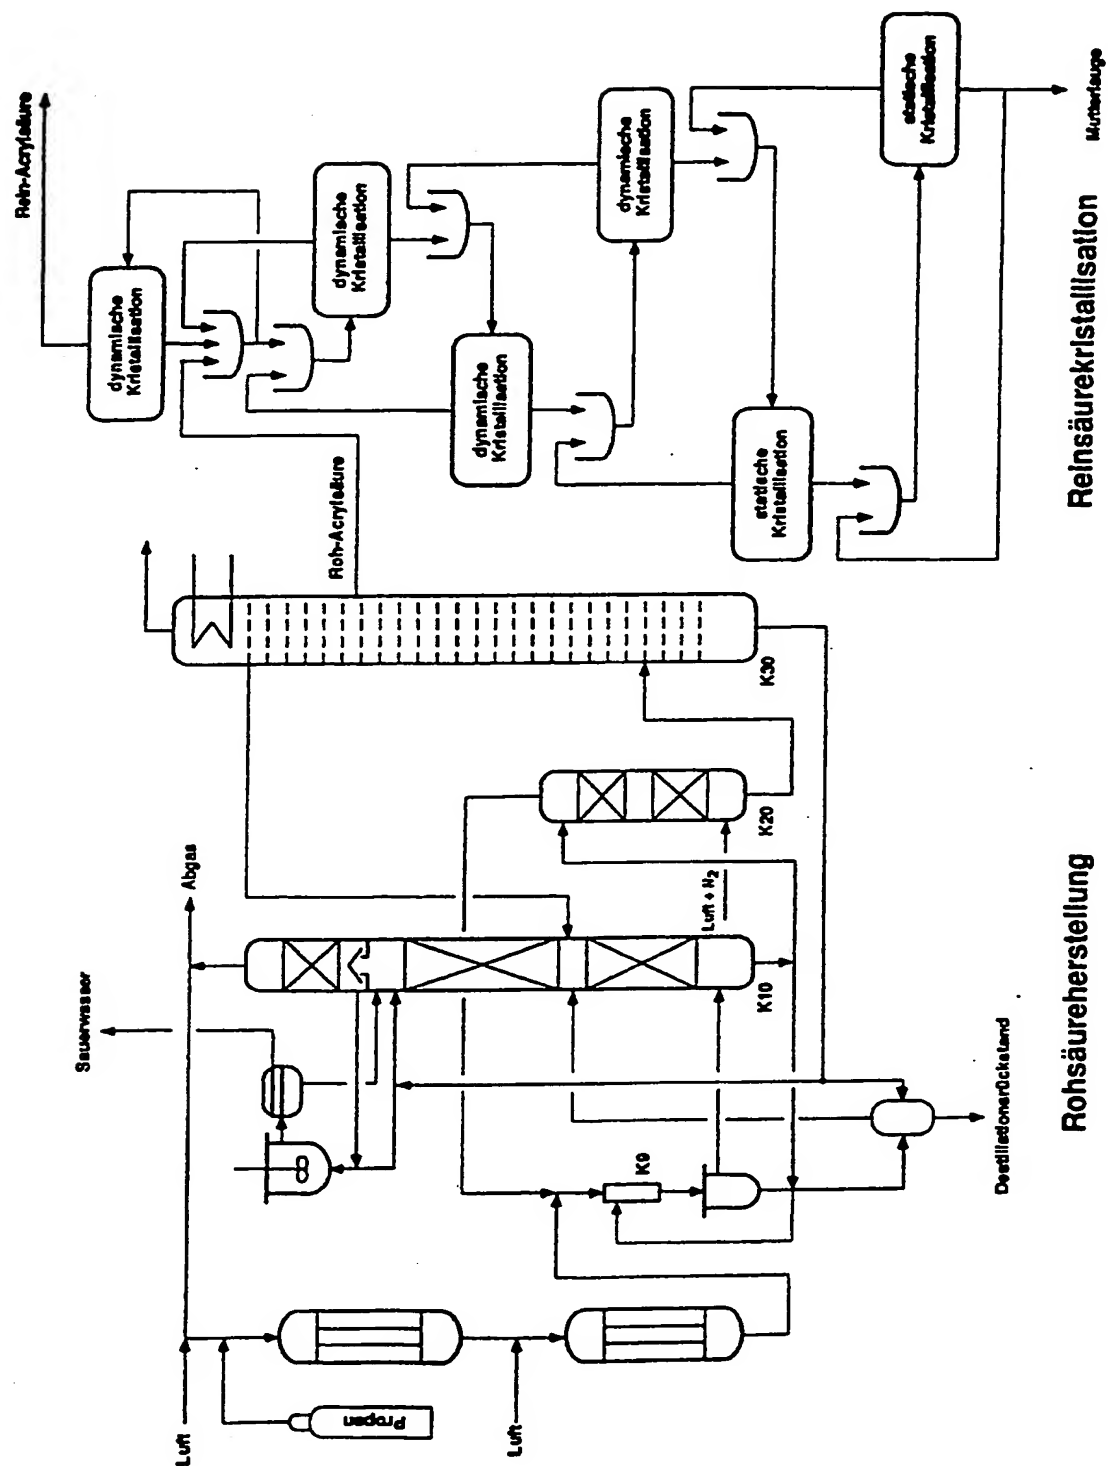 Luft
Propen
Luft
Abgas
Sauerwasser
K9
K10
Luft + N₂
K20
K30
Destillationsrückstand
Rohsäureherstellung
Roh-Acrylsäure
Rein-Acrylsäure
dynamische
Kristallisation
dynamische
Kristallisation
dynamische
Kristallisation
dynamische
Kristallisation
statische
Kristallisation
statische
Kristallisation
Mutterlauge
Reinsäurekristallisation